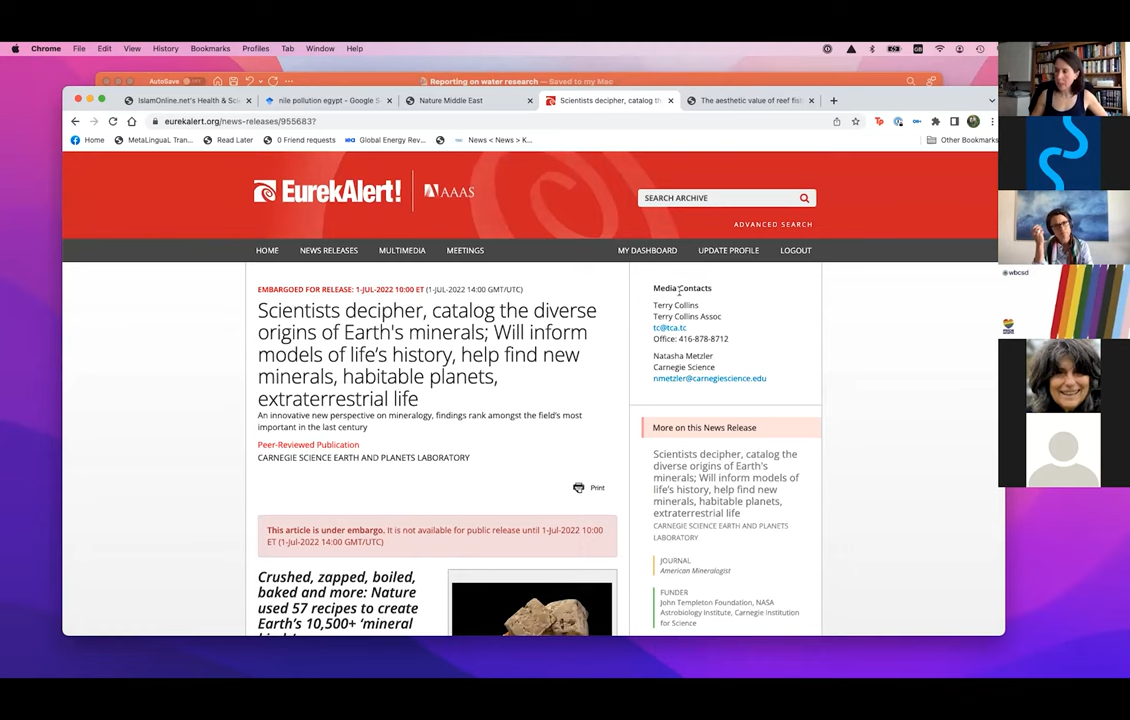 Chrome File Edit View History Bookmarks Profiles Tab Window Help
AutoSave Reporting on water research — Saved to my Mac
IslamOnline.net's Health & Sci nile pollution egypt - Google S Nature Middle East Scientists decipher, catalog th The aesthetic value of reef fish
eurekalert.org/news-releases/955683?
Home MetaLinguaL Tran... Read Later 0 Friend requests Global Energy Rev... News < News > K... Other Bookmarks
EurekAlert! AAAS
SEARCH ARCHIVE
ADVANCED SEARCH
HOME NEWS RELEASES MULTIMEDIA MEETINGS MY DASHBOARD UPDATE PROFILE LOGOUT
EMBARGOED FOR RELEASE: 1-JUL-2022 10:00 ET (1-JUL-2022 14:00 GMT/UTC)
Scientists decipher, catalog the diverse
origins of Earth's minerals; Will inform
models of life's history, help find new
minerals, habitable planets,
extraterrestrial life
An innovative new perspective on mineralogy, findings rank amongst the field's most
important in the last century
Peer-Reviewed Publication
CARNEGIE SCIENCE EARTH AND PLANETS LABORATORY
Print
This article is under embargo. It is not available for public release until 1-Jul-2022 10:00
ET (1-Jul-2022 14:00 GMT/UTC)
Crushed, zapped, boiled,
baked and more: Nature
used 57 recipes to create
Earth's 10,500+ 'mineral
Media Contacts
Terry Collins
Terry Collins Assoc
tc@tca.tc
Office: 416-878-8712
Natasha Metzler
Carnegie Science
nmetzler@carnegiescience.edu
More on this News Release
Scientists decipher, catalog the
diverse origins of Earth's
minerals; Will inform models of
life's history, help find new
minerals, habitable planets,
extraterrestrial life
CARNEGIE SCIENCE EARTH AND PLANETS
LABORATORY
JOURNAL
American Mineralogist
FUNDER
John Templeton Foundation, NASA
Astrobiology Institute, Carnegie Institution
for Science
wbcsd